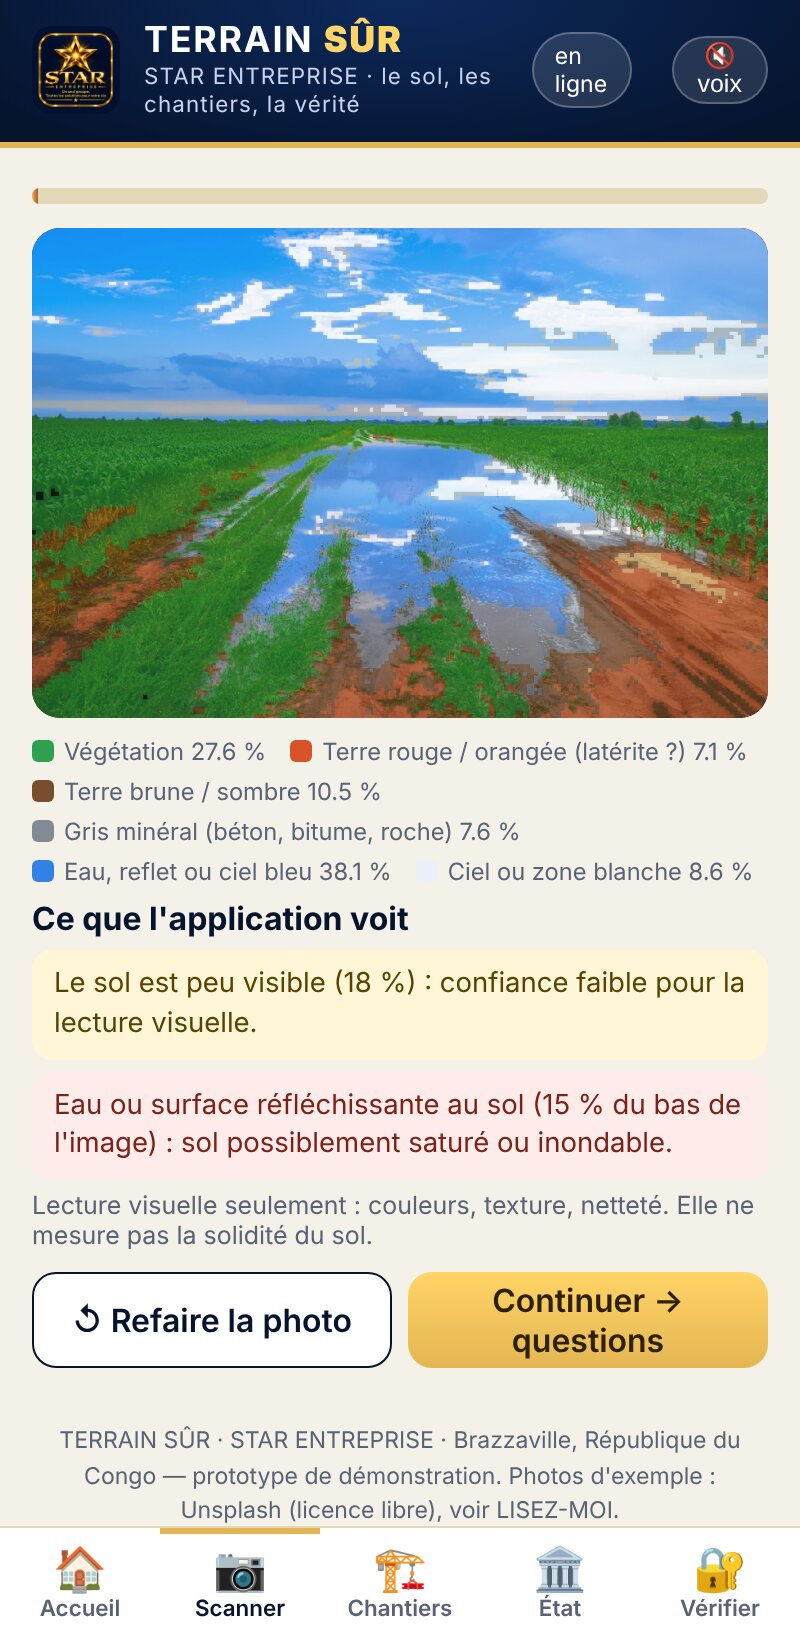 STAR
ENTREPRISE
TERRAIN SÛR
STAR ENTREPRISE · le sol, les
chantiers, la vérité
en
ligne
voix
Végétation 27.6 % Terre rouge / orangée (latérite ?) 7.1 %
Terre brune / sombre 10.5 %
Gris minéral (béton, bitume, roche) 7.6 %
Eau, reflet ou ciel bleu 38.1 % Ciel ou zone blanche 8.6 %
Ce que l'application voit
Le sol est peu visible (18 %) : confiance faible pour la
lecture visuelle.
Eau ou surface réfléchissante au sol (15 % du bas de
l'image) : sol possiblement saturé ou inondable.
Lecture visuelle seulement : couleurs, texture, netteté. Elle ne
mesure pas la solidité du sol.
↺ Refaire la photo
Continuer →
questions
TERRAIN SÛR · STAR ENTREPRISE · Brazzaville, République du
Congo — prototype de démonstration. Photos d'exemple :
Unsplash (licence libre), voir LISEZ-MOI.
Accueil Scanner Chantiers État Vérifier